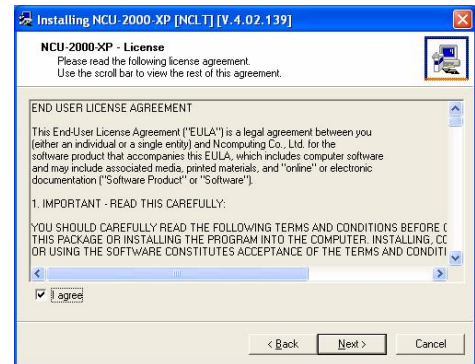 Installing NCU-2000-XP [NCLT] [V.4.02.139]
NCU-2000-XP - License
Please read the following license agreement.
Use the scroll bar to view the rest of this agreement.
END USER LICENSE AGREEMENT
This End-User License Agreement ("EULA") is a legal agreement between you
(either an individual or a single entity) and Ncomputing Co., Ltd. for the
software product that accompanies this EULA, which includes computer software
and may include associated media, printed materials, and "online" or electronic
documentation ("Software Product" or "Software").
1. IMPORTANT - READ THIS CAREFULLY:
YOU SHOULD CAREFULLY READ THE FOLLOWING TERMS AND CONDITIONS BEFORE
THIS PACKAGE OR INSTALLING THE PROGRAM INTO THE COMPUTER. INSTALLING, CO
OR USING THE SOFTWARE CONSTITUTES ACCEPTANCE OF THE TERMS AND CONDITI
I agree
< Back Next > Cancel